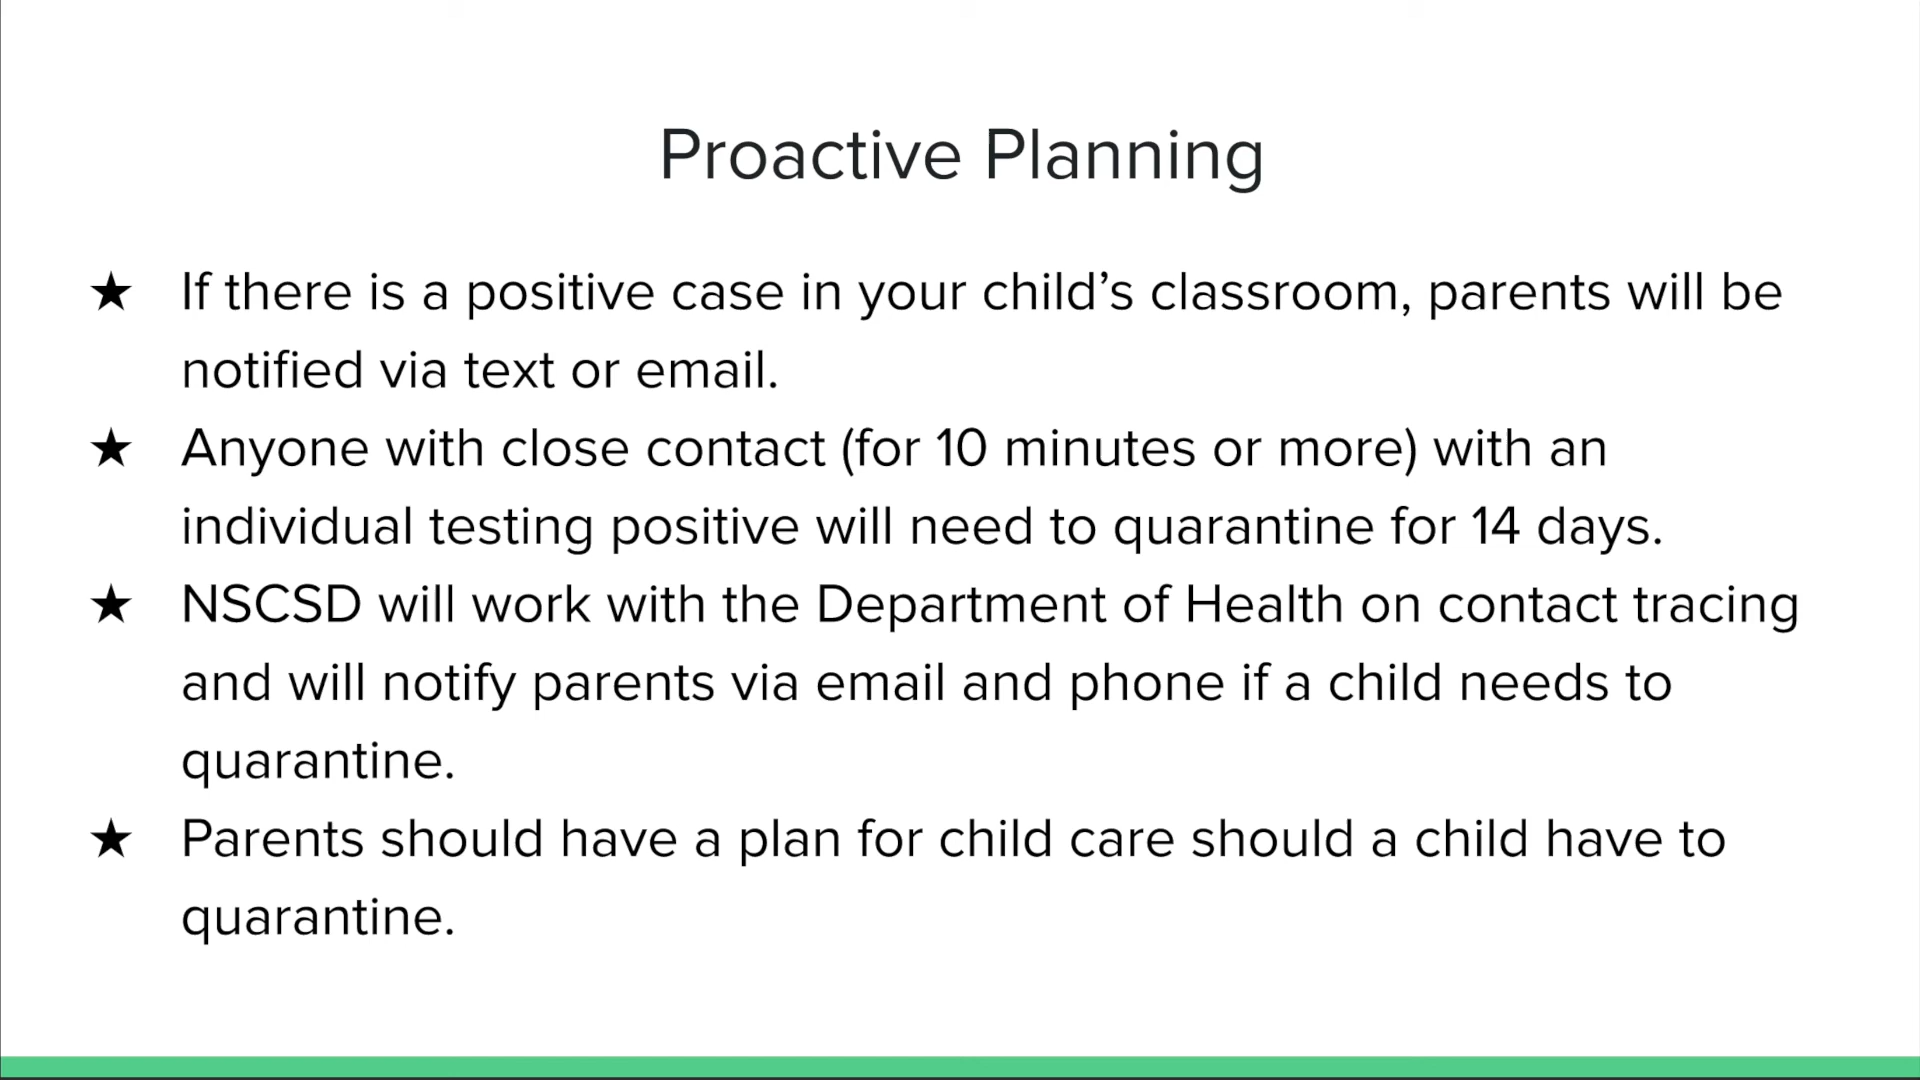 Proactive Planning
★ If there is a positive case in your child’s classroom, parents will be
notified via text or email.
★ Anyone with close contact (for 10 minutes or more) with an
individual testing positive will need to quarantine for 14 days.
★ NSCSD will work with the Department of Health on contact tracing
and will notify parents via email and phone if a child needs to
quarantine.
★ Parents should have a plan for child care should a child have to
quarantine.